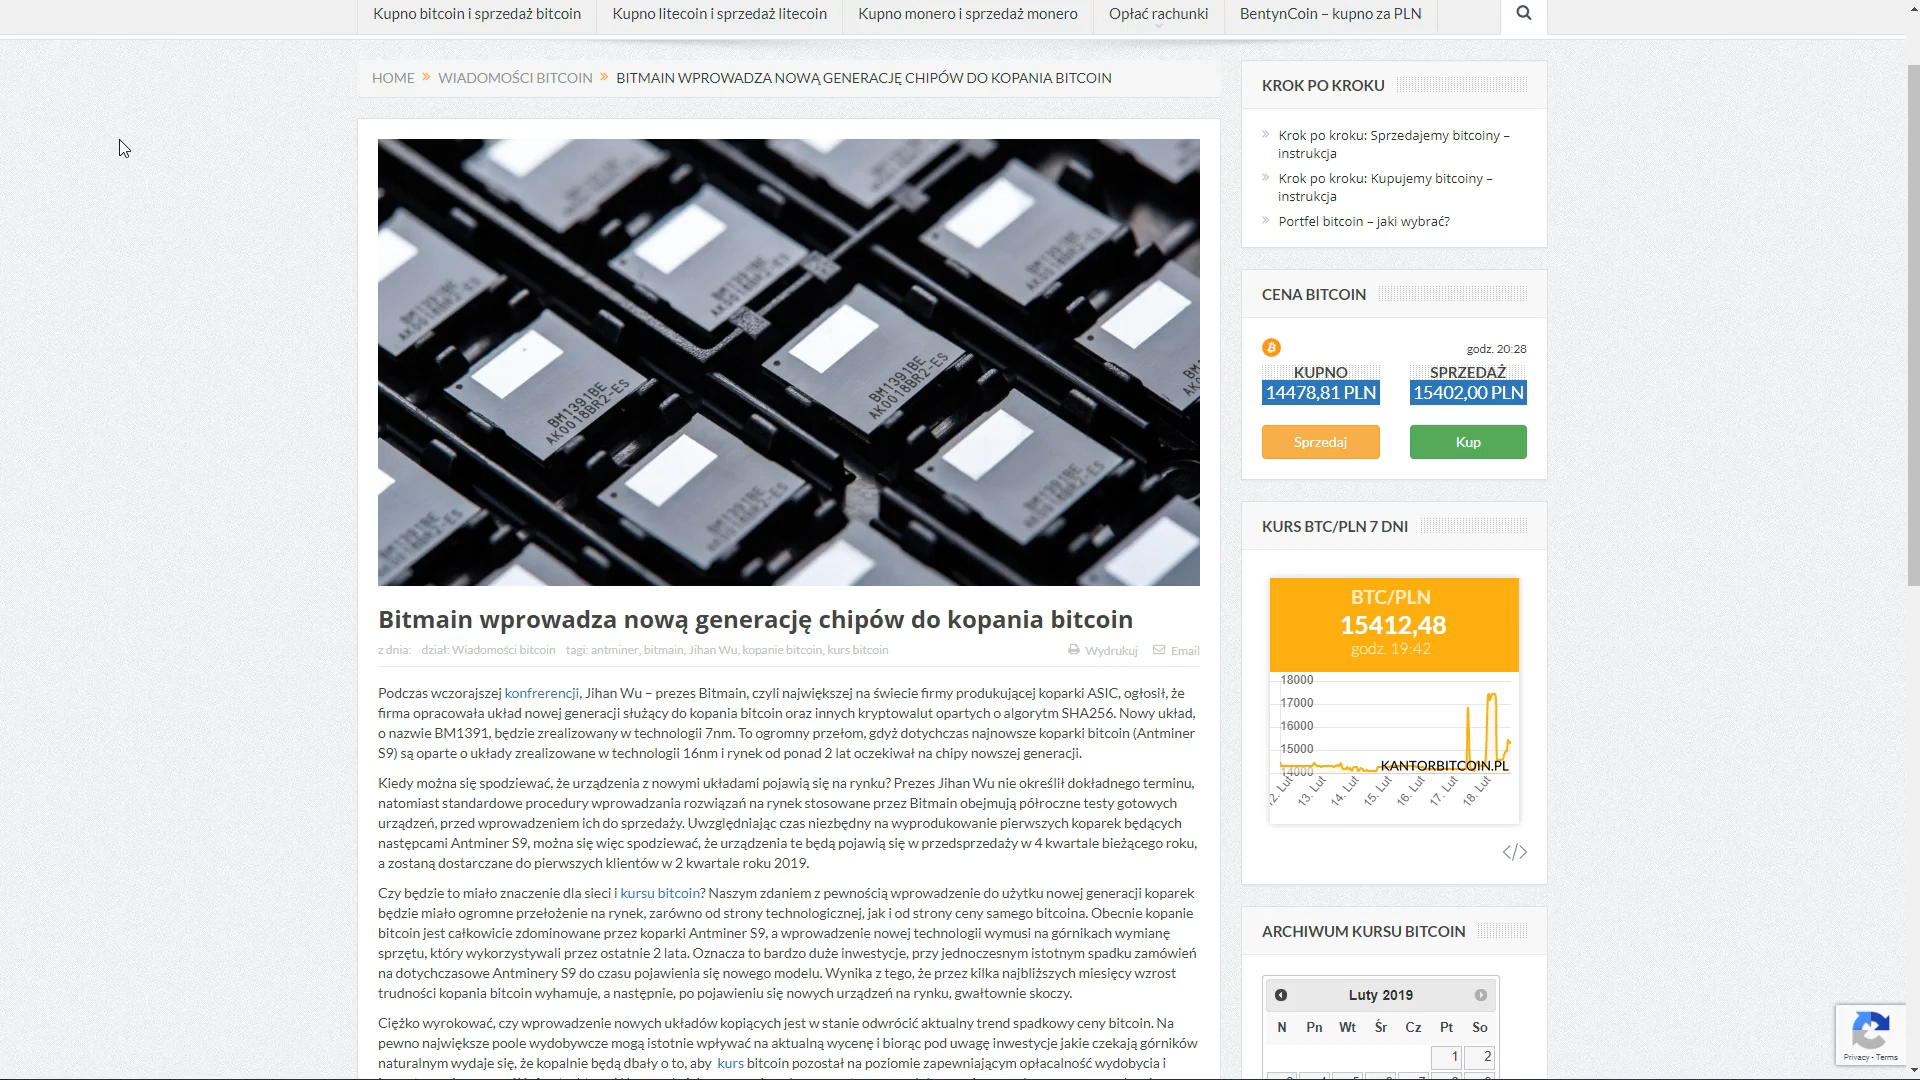 Kupno bitcoin i sprzedaż bitcoin
Kupno litecoin i sprzedaż litecoin
Kupno monero i sprzedaż monero
Opłać rachunki
BentynCoin – kupno za PLN
HOME » WIADOMOŚCI BITCOIN » BITMAIN WPROWADZA NOWĄ GENERACJĘ CHIPÓW DO KOPANIA BITCOIN
BM1391BE
AK0018BR2-ES
BM1391BE
AK0018BR2-ES
Bitmain wprowadza nową generację chipów do kopania bitcoin
z dnia: dział: Wiadomości bitcoin tagi: antminer, bitmain, Jihan Wu, kopanie bitcoin, kurs bitcoin
Wydrukuj
Email
Podczas wczorajszej konfrerencji, Jihan Wu – prezes Bitmain, czyli największej na świecie firmy produkującej koparki ASIC, ogłosił, że
firma opracowała układ nowej generacji służący do kopania bitcoin oraz innych kryptowalut opartych o algorytm SHA256. Nowy układ,
o nazwie BM1391, będzie zrealizowany w technologii 7nm. To ogromny przełom, gdyż dotychczas najnowsze koparki bitcoin (Antminer
S9) są oparte o układy zrealizowane w technologii 16nm i rynek od ponad 2 lat oczekiwał na chipy nowszej generacji.
Kiedy można się spodziewać, że urządzenia z nowymi układami pojawią się na rynku? Prezes Jihan Wu nie określił dokładnego terminu,
natomiast standardowe procedury wprowadzania rozwiązań na rynek stosowane przez Bitmain obejmują półroczne testy gotowych
urządzeń, przed wprowadzeniem ich do sprzedaży. Uwzględniając czas niezbędny na wyprodukowanie pierwszych koparek będących
następcami Antminer S9, można się więc spodziewać, że urządzenia te będą pojawią się w przedsprzedaży w 4 kwartale bieżącego roku,
a zostaną dostarczane do pierwszych klientów w 2 kwartale roku 2019.
Czy będzie to miało znaczenie dla sieci i kursu bitcoin? Naszym zdaniem z pewnością wprowadzenie do użytku nowej generacji koparek
będzie miało ogromne przełożenie na rynek, zarówno od strony technologicznej, jak i od strony ceny samego bitcoina. Obecnie kopanie
bitcoin jest całkowicie zdominowane przez koparki Antminer S9, a wprowadzenie nowej technologii wymusi na górnikach wymianę
sprzętu, który wykorzystywali przez ostatnie 2 lata. Oznacza to bardzo duże inwestycje, przy jednoczesnym istotnym spadku zamówień
na dotychczasowe Antminery S9 do czasu pojawienia się nowego modelu. Wynika z tego, że przez kilka najbliższych miesięcy wzrost
trudności kopania bitcoin wyhamuje, a następnie, po pojawieniu się nowych urządzeń na rynku, gwałtownie skoczy.
Ciężko wyrokować, czy wprowadzenie nowych układów kopiących jest w stanie odwrócić aktualny trend spadkowy ceny bitcoin. Na
pewno największe poole wydobywcze mogą istotnie wpływać na aktualną wycenę i biorąc pod uwagę inwestycje jakie czekają górników
naturalnym wydaje się, że kopalnie będą dbały o to, aby kurs bitcoin pozostał na poziomie zapewniającym opłacalność wydobycia i
KROK PO KROKU
» Krok po kroku: Sprzedajemy bitcoiny –
instrukcja
» Krok po kroku: Kupujemy bitcoiny –
instrukcja
» Portfel bitcoin – jaki wybrać?
CENA BITCOIN
godz. 20:28
KUPNO
14478,81 PLN
Sprzedaj
SPRZEDAŻ
15402,00 PLN
Kup
KURS BTC/PLN 7 DNI
BTC/PLN
15412,48
godz. 19:42
18000
17000
16000
15000
14000
KANTORBITCOIN.PL
2. Lut
13. Lut
14. Lut
15. Lut
16. Lut
17. Lut
18. Lut
</>
ARCHIWUM KURSU BITCOIN
Luty 2019
N Pn Wt Śr Cz Pt So
1 2
Privacy - Terms